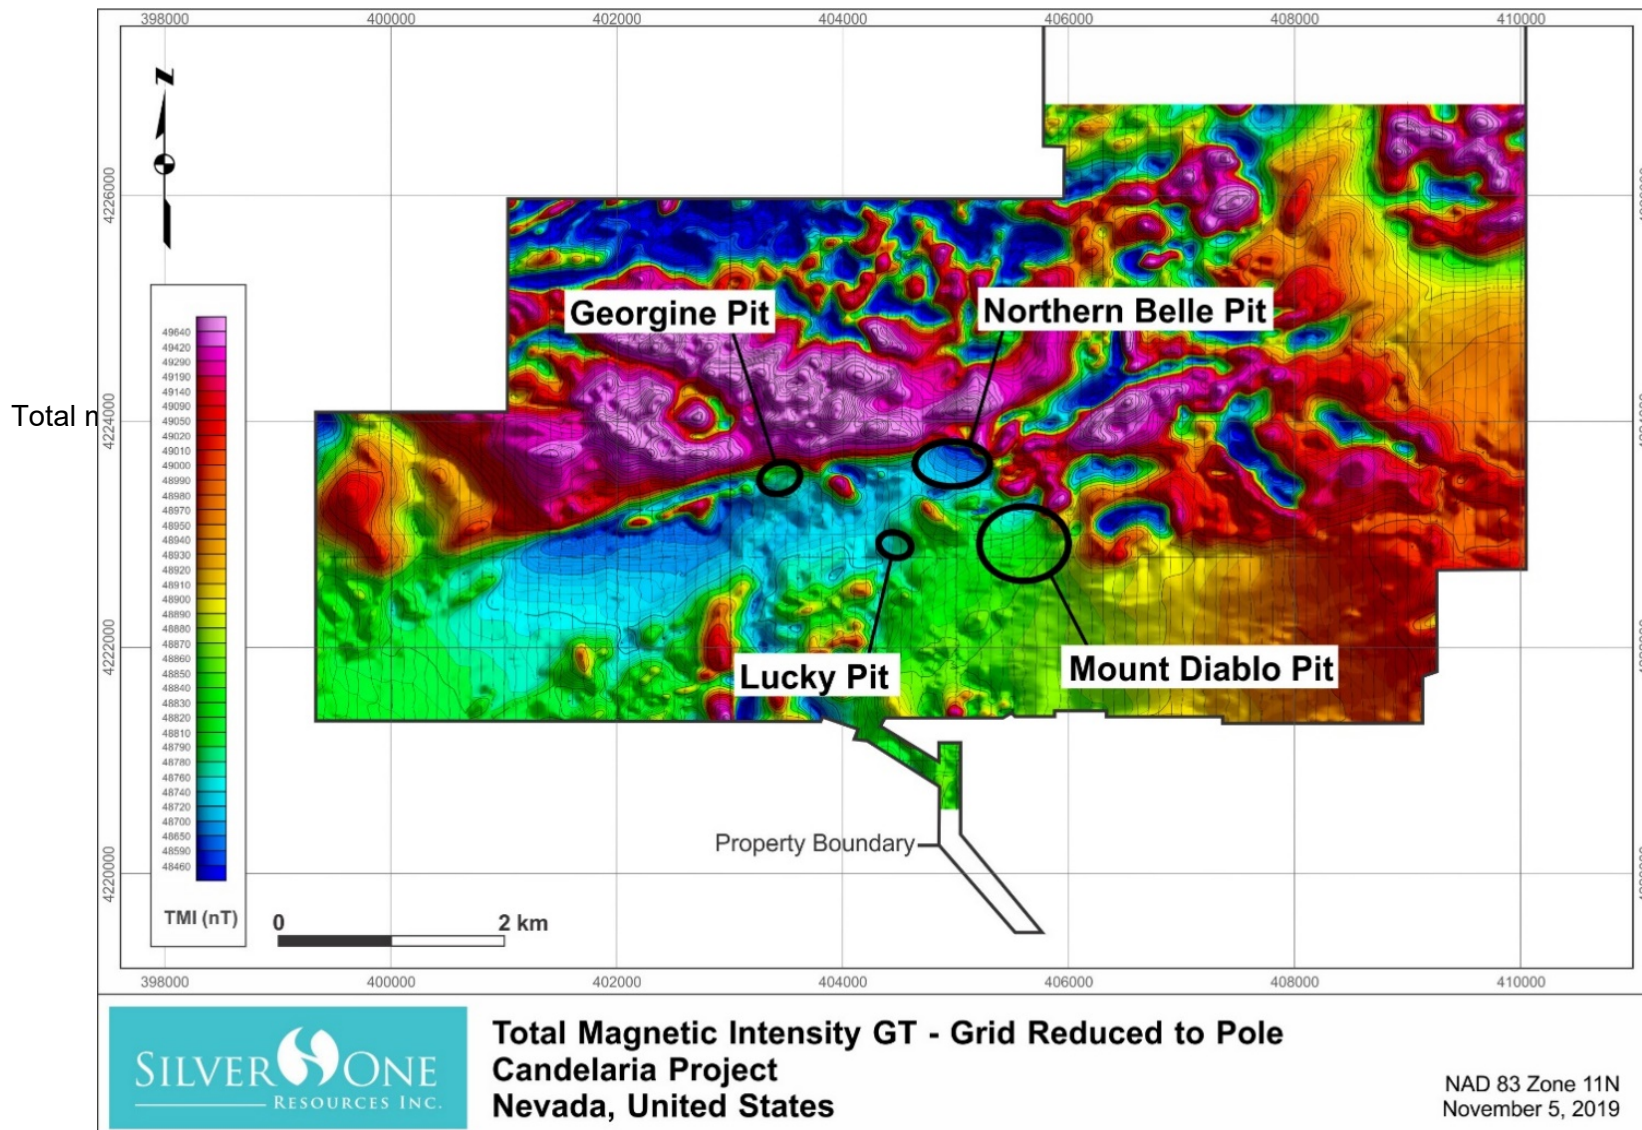 398000 400000 402000 404000 406000 408000 410000
N
4226000
4224000
4222000
4220000
Total m
Georgine Pit
Northern Belle Pit
Lucky Pit
Mount Diablo Pit
49640
49420
49290
49190
49140
49090
49050
49020
49010
49000
48990
48980
48970
48950
48940
48930
48920
48910
48900
48890
48880
48870
48860
48850
48840
48830
48820
48810
48790
48780
48760
48740
48720
48700
48650
48590
48460
TMI (nT)
0 2 km
Property Boundary
398000 400000 402000 404000 406000 408000 410000
SILVER ONE
RESOURCES INC.
Total Magnetic Intensity GT - Grid Reduced to Pole
Candelaria Project
Nevada, United States
NAD 83 Zone 11N
November 5, 2019